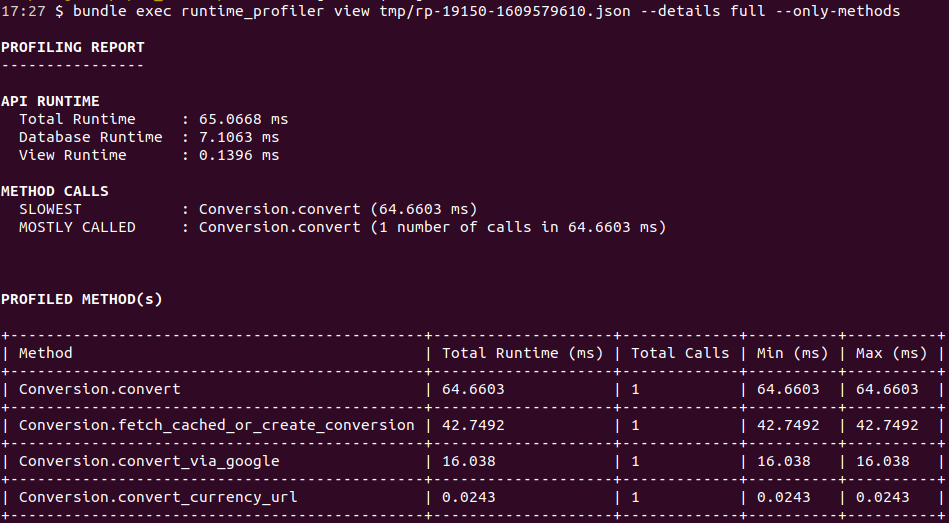 17:27 $ bundle exec runtime_profiler view tmp/rp-19150-1609579610.json --details full --only-methods
PROFILING REPORT
----------------
API RUNTIME
Total Runtime : 65.0668 ms
Database Runtime : 7.1063 ms
View Runtime : 0.1396 ms
METHOD CALLS
SLOWEST : Conversion.convert (64.6603 ms)
MOSTLY CALLED : Conversion.convert (1 number of calls in 64.6603 ms)
PROFILED METHOD(s)
+----------------------------------------------+--------------------+-------------+----------+----------+
| Method | Total Runtime (ms) | Total Calls | Min (ms) | Max (ms) |
+----------------------------------------------+--------------------+-------------+----------+----------+
| Conversion.convert | 64.6603 | 1 | 64.6603 | 64.6603 |
+----------------------------------------------+--------------------+-------------+----------+----------+
| Conversion.fetch_cached_or_create_conversion | 42.7492 | 1 | 42.7492 | 42.7492 |
+----------------------------------------------+--------------------+-------------+----------+----------+
| Conversion.convert_via_google | 16.038 | 1 | 16.038 | 16.038 |
+----------------------------------------------+--------------------+-------------+----------+----------+
| Conversion.convert_currency_url | 0.0243 | 1 | 0.0243 | 0.0243 |
+----------------------------------------------+--------------------+-------------+----------+----------+